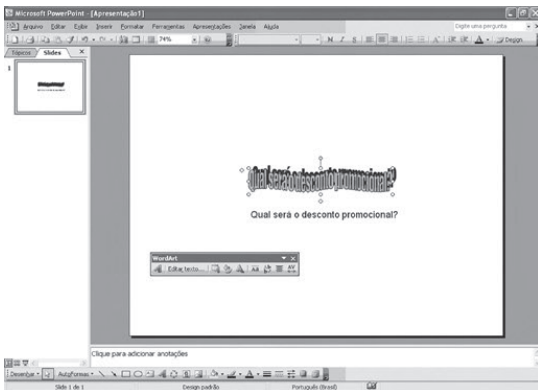 Microsoft PowerPoint - [Apresentação1]
Arquivo Editar Exibir Inserir Formatar Ferramentas Apresentações Janela Ajuda
Digite uma pergunta
74%
N I S
Design
Tópicos Slides
1
Qual será o desconto promocional?
Qual será o desconto promocional?
WordArt
Editar texto...
Clique para adicionar anotações
Desenhar AutoFormas
Slide 1 de 1 Design padrão Português (Brasil)